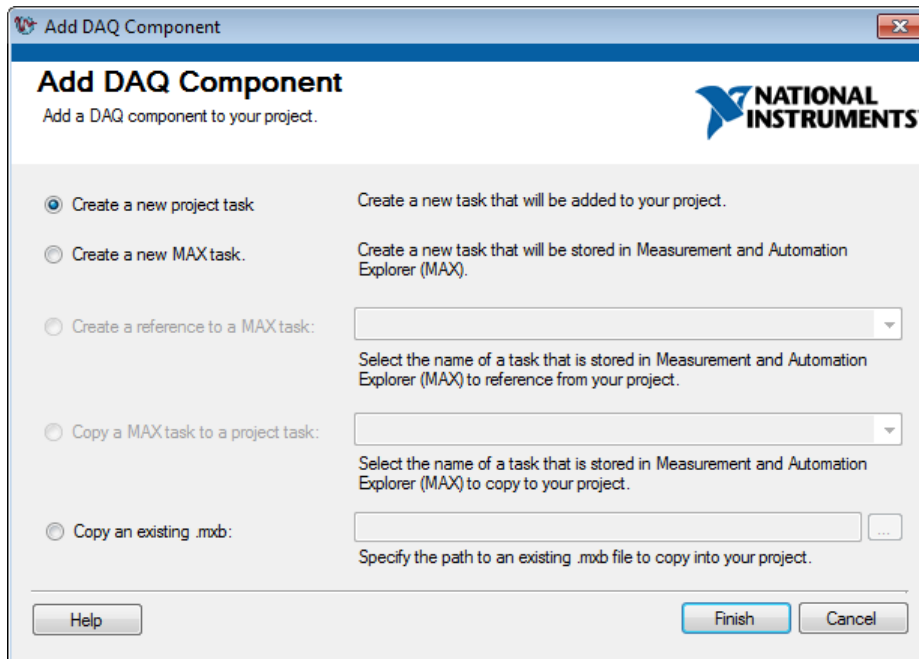 Add DAQ Component
Add DAQ Component
Add a DAQ component to your project.
NATIONAL
INSTRUMENTS
Create a new project task
Create a new task that will be added to your project.
Create a new MAX task.
Create a new task that will be stored in Measurement and Automation
Explorer (MAX).
Create a reference to a MAX task:
Select the name of a task that is stored in Measurement and Automation
Explorer (MAX) to reference from your project.
Copy a MAX task to a project task:
Select the name of a task that is stored in Measurement and Automation
Explorer (MAX) to copy to your project.
Copy an existing .mxb:
...
Specify the path to an existing .mxb file to copy into your project.
Help
Finish
Cancel